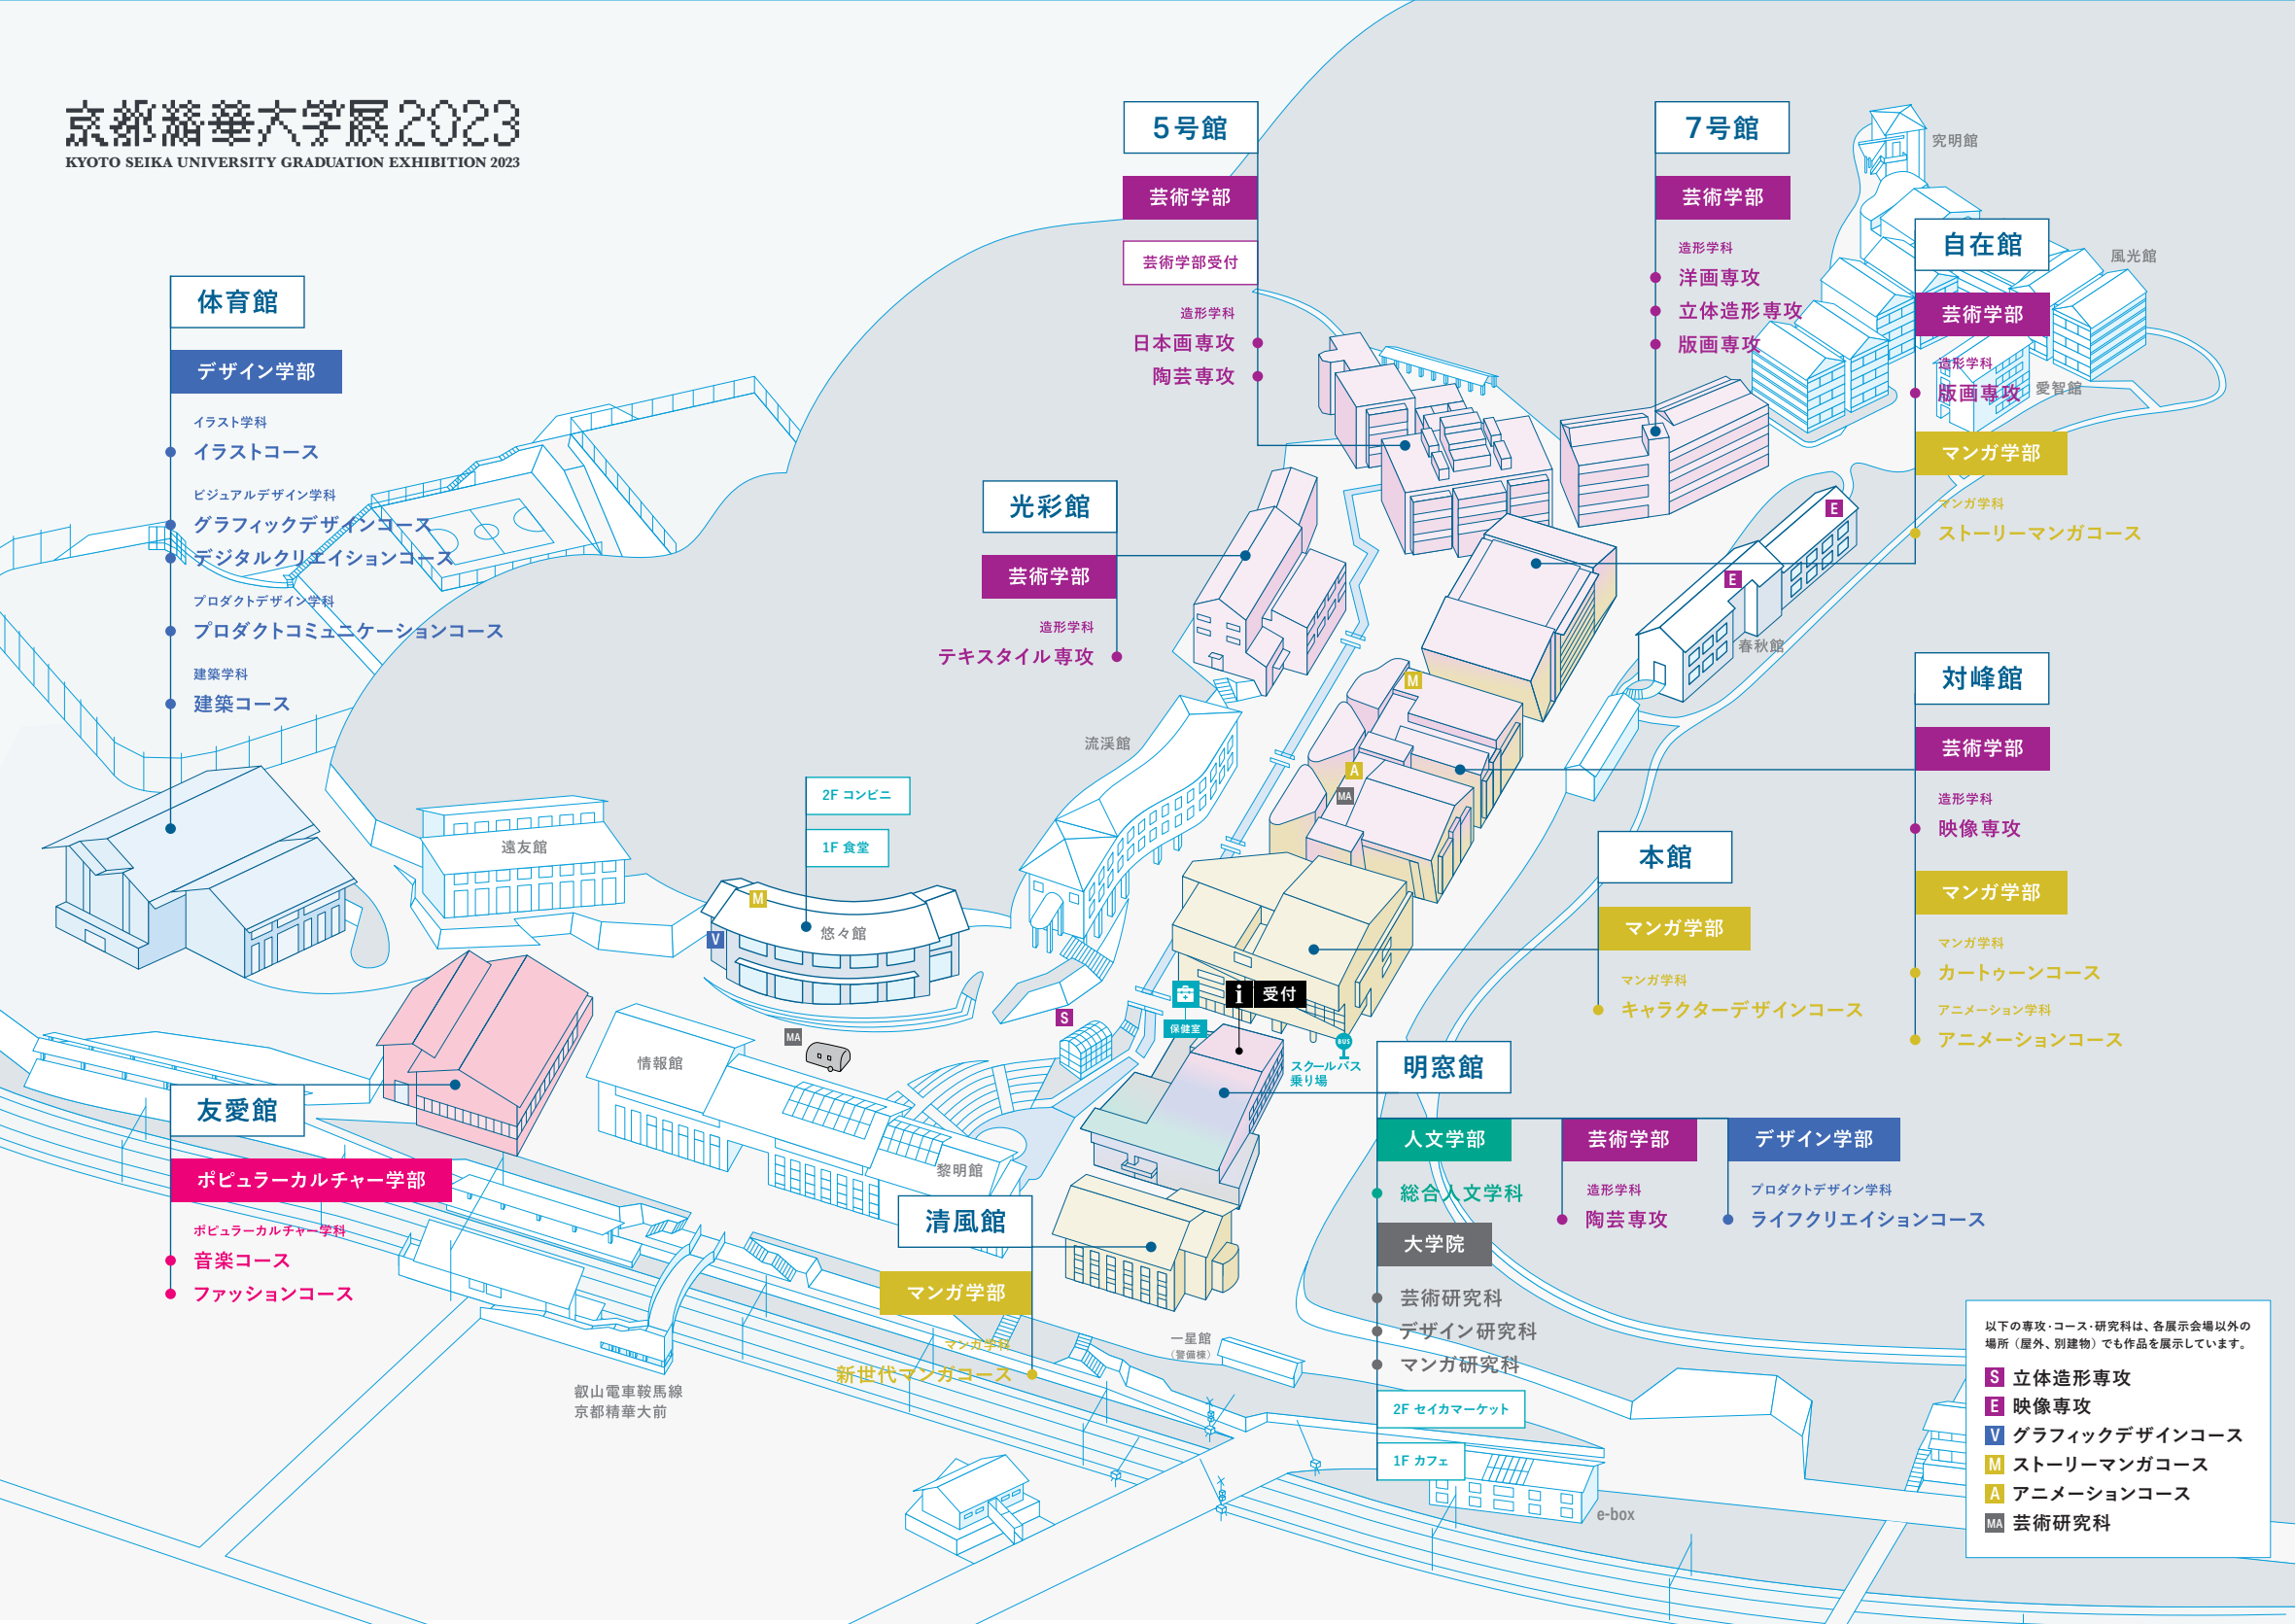 京都精華大学展2023
KYOTO SEIKA UNIVERSITY GRADUATION EXHIBITION 2023
体育館
デザイン学部
イラスト学科
イラストコース
ビジュアルデザイン学科
グラフィックデザインコース
デジタルクリエイションコース
プロダクトデザイン学科
プロダクトコミュニケーションコース
建築学科
建築コース
5号館
芸術学部
芸術学部受付
造形学科
日本画専攻
陶芸専攻
7号館
芸術学部
造形学科
洋画専攻
立体造形専攻
版画専攻
究明館
風光館
愛智館
自在館
芸術学部
造形学科
版画専攻
マンガ学部
マンガ学科
ストーリーマンガコース
光彩館
芸術学部
造形学科
テキスタイル専攻
E
E
春秋館
対峰館
芸術学部
造形学科
映像専攻
マンガ学部
マンガ学科
カートゥーンコース
アニメーション学科
アニメーションコース
流渓館
M
A
MA
遠友館
2F コンビニ
1F 食堂
M
V
悠々館
本館
マンガ学部
マンガ学科
キャラクターデザインコース
S
MA
保健室
i 受付
BUS
スクールバス
乗り場
情報館
黎明館
友愛館
ポピュラーカルチャー学部
ポピュラーカルチャー学科
音楽コース
ファッションコース
清風館
マンガ学部
マンガ学科
新世代マンガコース
明窓館
人文学部
総合人文学科
芸術学部
造形学科
陶芸専攻
デザイン学部
プロダクトデザイン学科
ライフクリエイションコース
大学院
芸術研究科
デザイン研究科
マンガ研究科
2F セイカマーケット
1F カフェ
一星館
（警備棟）
叡山電車鞍馬線
京都精華大前
e-box
以下の専攻・コース・研究科は、各展示会場以外の
場所（屋外、別建物）でも作品を展示しています。
S 立体造形専攻
E 映像専攻
V グラフィックデザインコース
M ストーリーマンガコース
A アニメーションコース
MA 芸術研究科